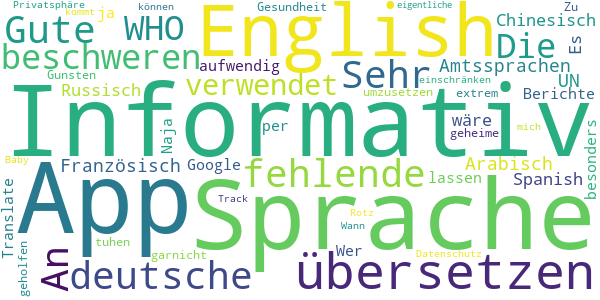 Privatsphäre
kommt
ja
können
Gute
WHO
English
Gesundheit
eigentliche
Zu
Chinesisch
Die
Es
beschweren
aufwendig
Sehr
Amtssprachen
Gunsten
verwendet
einschränken
UN
Russisch
umzusetzen
extrem
Berichte
Informativ
Naja
per
wäre
geheime
mich
Baby
Französisch
Google
fehlende
Arabisch
lassen
Spanish
besonders
App
Sprache
Translate
Track
Rotz
Wann
tuhen
An
deutsche
garnicht
Wer
Datenschutz
geholfen
übersetzen